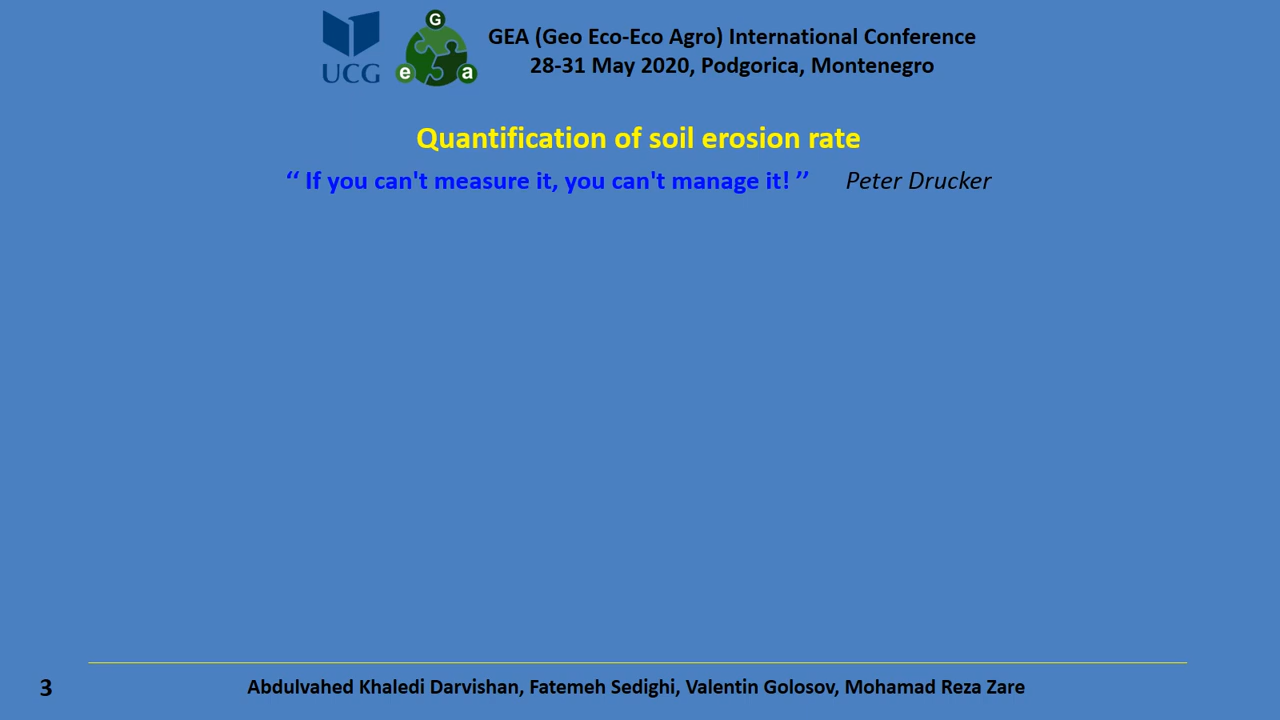 G
e a
UCG
GEA (Geo Eco-Eco Agro) International Conference
28-31 May 2020, Podgorica, Montenegro
Quantification of soil erosion rate
“ If you can't measure it, you can't manage it! ” Peter Drucker
3 Abdulvahed Khaledi Darvishan, Fatemeh Sedighi, Valentin Golosov, Mohamad Reza Zare